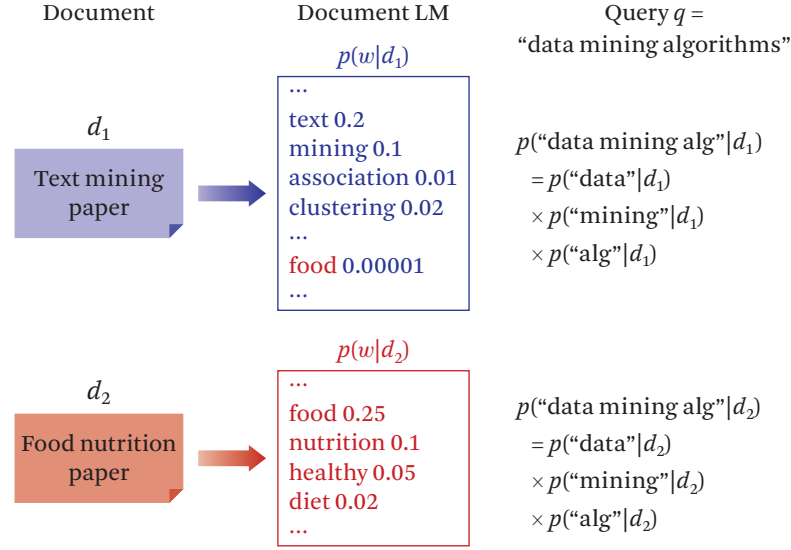 Document
Document LM
Query q =
"data mining algorithms"
p(w|d₁)
...
text 0.2
mining 0.1
association 0.01
clustering 0.02
...
food 0.00001
...
d₁
Text mining
paper
p("data mining alg"|d₁)
= p("data"|d₁)
× p("mining"|d₁)
× p("alg"|d₁)
p(w|d₂)
...
food 0.25
nutrition 0.1
healthy 0.05
diet 0.02
...
d₂
Food nutrition
paper
p("data mining alg"|d₂)
= p("data"|d₂)
× p("mining"|d₂)
× p("alg"|d₂)